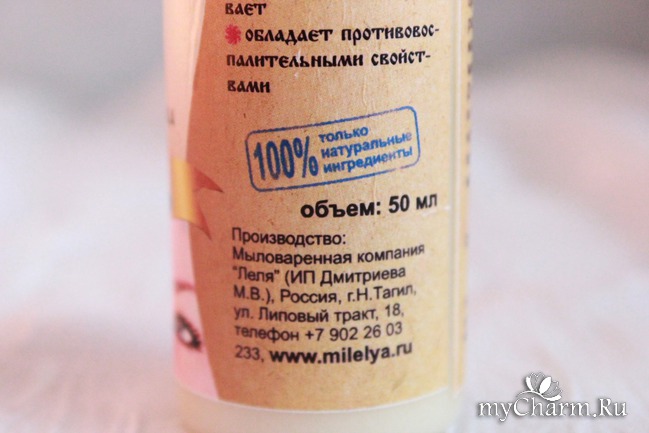 вает
обладает противовос-
палительными свойст-
вами
100% только
натуральные
ингредиенты
объем: 50 мл
Производство:
Мыловаренная компания
"Леля" (ИП Дмитриева
М.В.), Россия, г.Н.Тагил,
ул. Липовый тракт, 18,
телефон +7 902 26 03
233, www.milelya.ru
myCharm.Ru